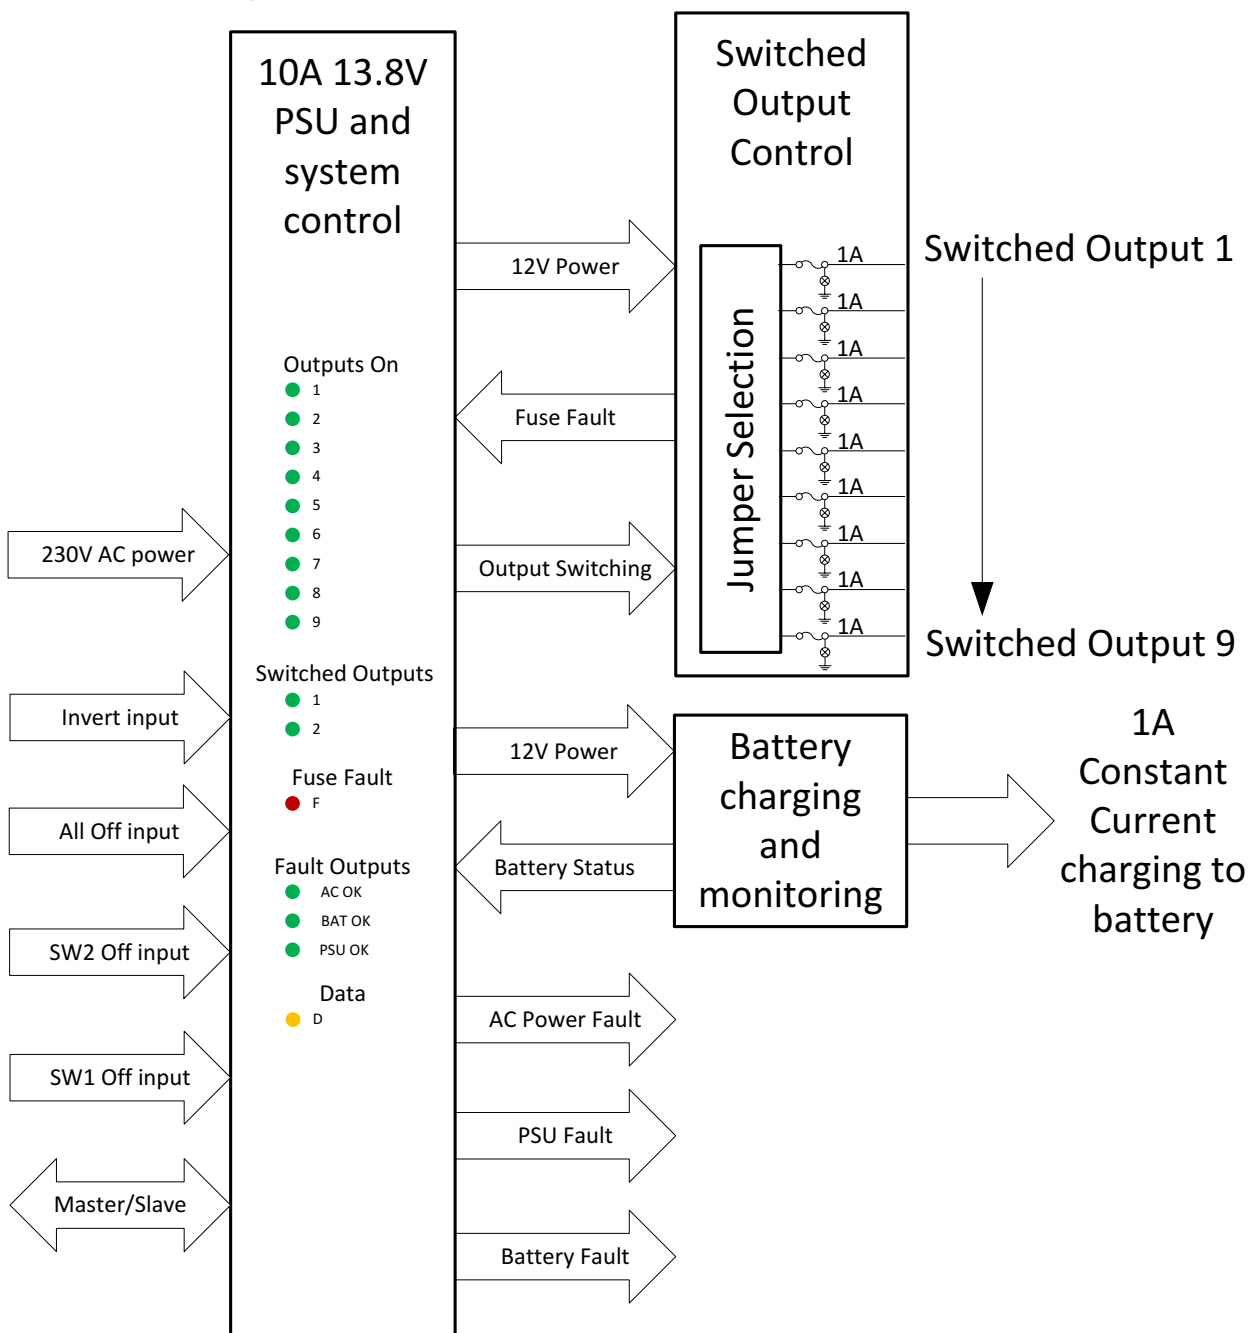 10A 13.8V
PSU and
system
control
Outputs On
1
2
3
4
5
6
7
8
9
Switched Outputs
1
2
Fuse Fault
F
Fault Outputs
AC OK
BAT OK
PSU OK
Data
D
230V AC power
Invert input
All Off input
SW2 Off input
SW1 Off input
Master/Slave
12V Power
Fuse Fault
Output Switching
12V Power
Battery Status
AC Power Fault
PSU Fault
Battery Fault
Switched
Output
Control
Jumper Selection
1A
1A
1A
1A
1A
1A
1A
1A
1A
Switched Output 1
Switched Output 9
Battery
charging
and
monitoring
1A
Constant
Current
charging to
battery